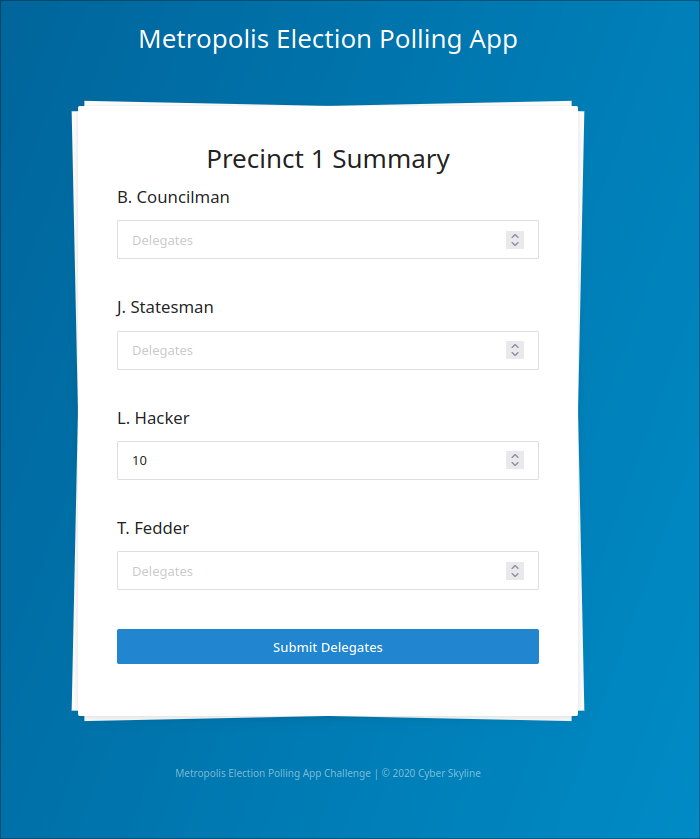 Metropolis Election Polling App
Precinct 1 Summary
B. Councilman
Delegates
J. Statesman
Delegates
L. Hacker
10
T. Fedder
Delegates
Submit Delegates
Metropolis Election Polling App Challenge | © 2020 Cyber Skyline